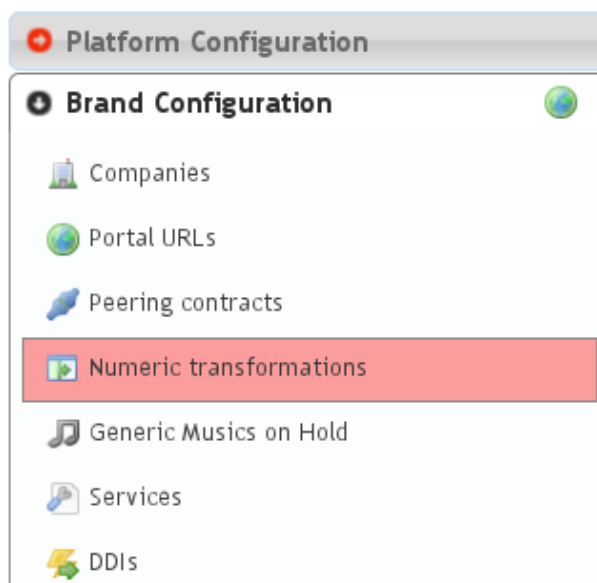 Platform Configuration
Brand Configuration
Companies
Portal URLs
Peering contracts
Numeric transformations
Generic Musics on Hold
Services
DDIs